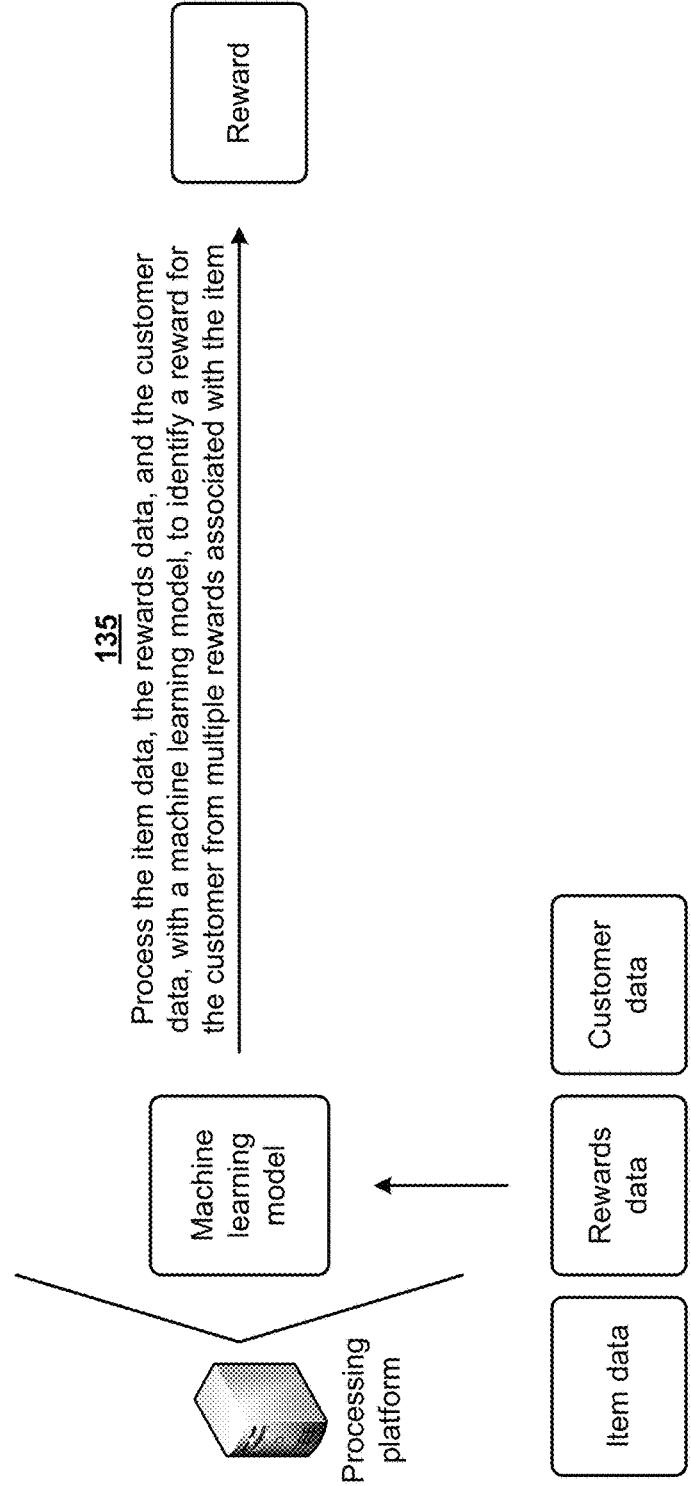 135
Process the item data, the rewards data, and the customer
data, with a machine learning model, to identify a reward for
the customer from multiple rewards associated with the item
Processing
platform
Machine
learning
model
Reward
Item data
Rewards
data
Customer
data